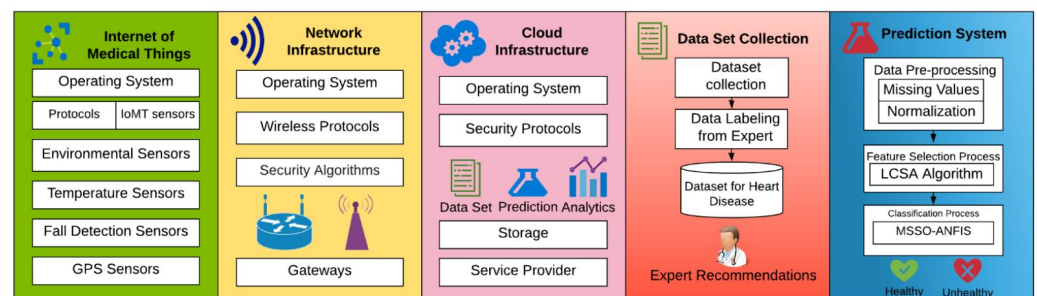 Internet of
Medical Things
Operating System
Protocols
IoMT sensors
Environmental Sensors
Temperature Sensors
Fall Detection Sensors
GPS Sensors
Network
Infrastructure
Operating System
Wireless Protocols
Security Algorithms
Gateways
Cloud
Infrastructure
Operating System
Security Protocols
Data Set
Prediction
Analytics
Storage
Service Provider
Data Set Collection
Dataset
collection
Data Labeling
from Expert
Dataset for Heart
Disease
Expert Recommendations
Prediction System
Data Pre-processing
Missing Values
Normalization
Feature Selection Process
LCSA Algorithm
Classification Process
MSSO-ANFIS
Healthy
Unhealthy